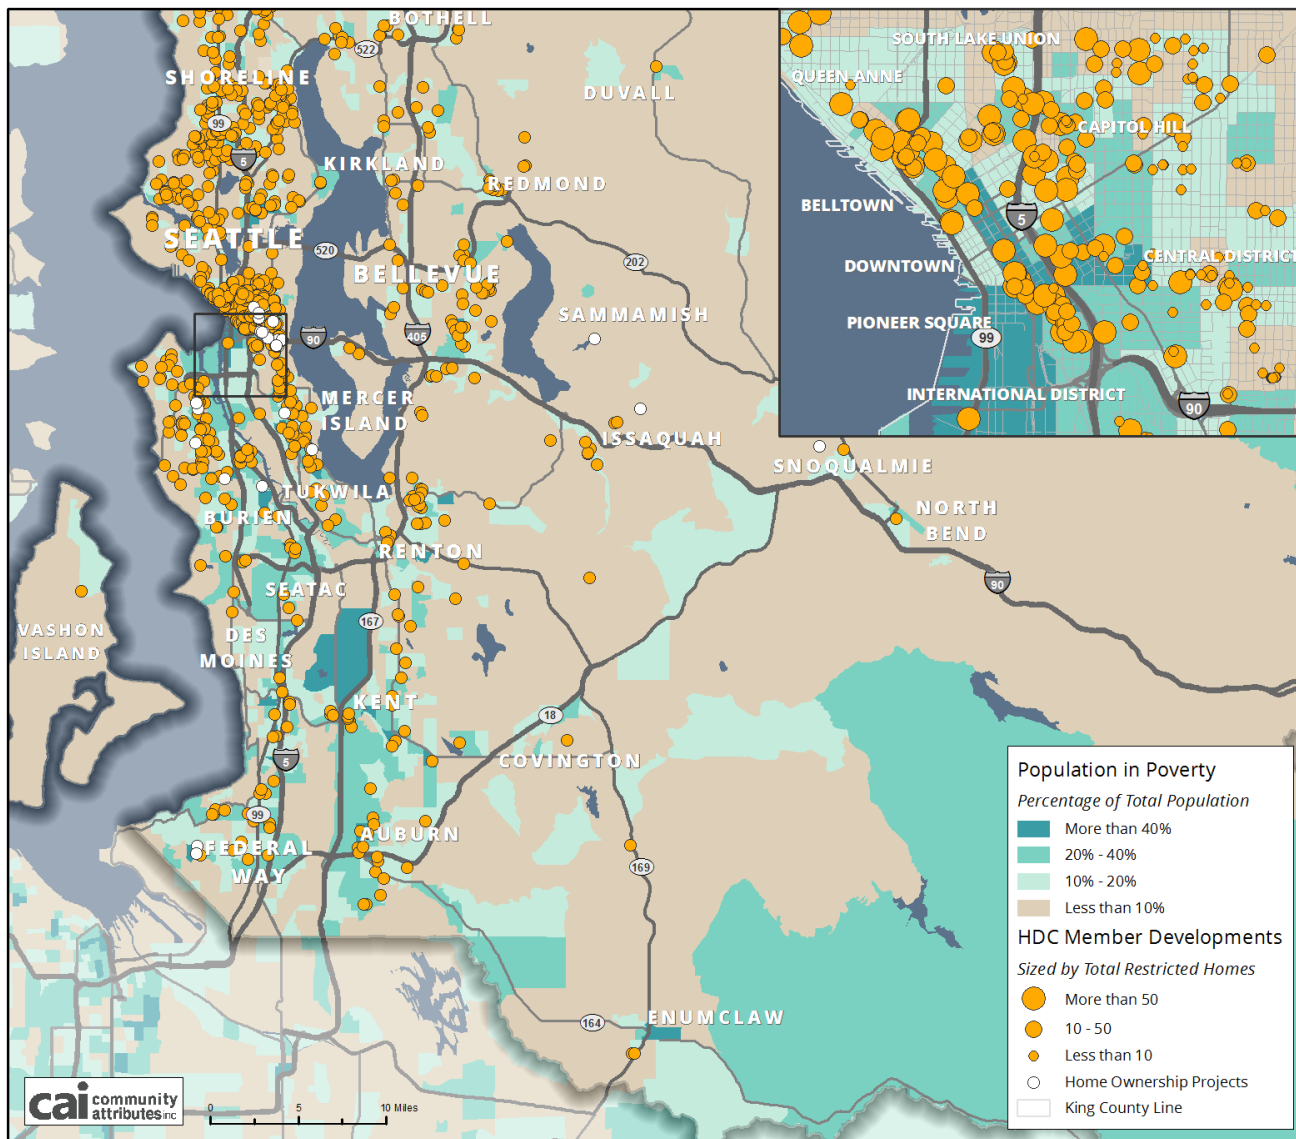 BOTHELL
522
SHORELINE
DUVALL
99
5
KIRKLAND
REDMOND
SEATTLE
520
202
BELLEVUE
SAMMAMISH
90
405
MERCER
ISLAND
ISSAQUAH
SNOQUALMIE
TUKWILA
BURIEN
NORTH
BEND
RENTON
90
SEATAC
167
VASHON
ISLAND
DES
MOINES
KENT
18
COVINGTON
5
99
AUBURN
FEDERAL
WAY
169
164
ENUMCLAW
SOUTH LAKE UNION
QUEEN ANNE
CAPITOL HILL
BELLTOWN
5
CENTRAL DISTRICT
DOWNTOWN
PIONEER SQUARE
99
INTERNATIONAL DISTRICT
90
Population in Poverty
Percentage of Total Population
More than 40%
20% - 40%
10% - 20%
Less than 10%
HDC Member Developments
Sized by Total Restricted Homes
More than 50
10 - 50
Less than 10
Home Ownership Projects
King County Line
cai community
attributes inc
0 5 10 Miles